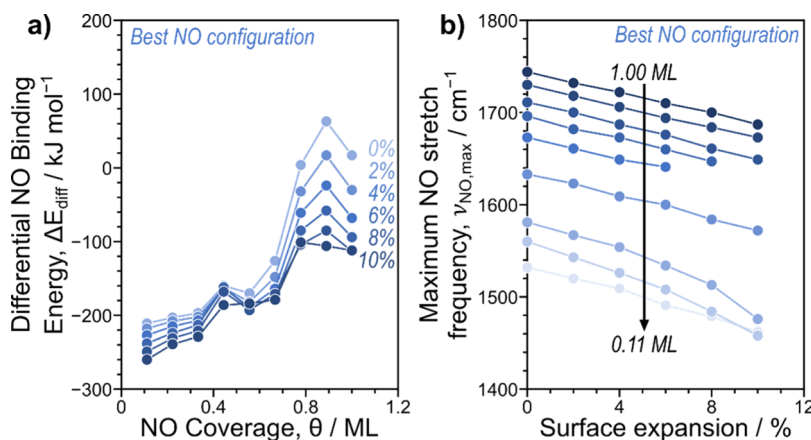 a)
Best NO configuration
Differential NO Binding
Energy, ΔE_diff / kJ mol⁻¹
200
100
0
−100
−200
−300
0%
2%
4%
6%
8%
10%
0
0.4
0.8
1.2
NO Coverage, θ / ML
b)
Best NO configuration
Maximum NO stretch
frequency, ν_NO,max / cm⁻¹
1800
1700
1600
1500
1400
1.00 ML
0.11 ML
0
4
8
12
Surface expansion / %